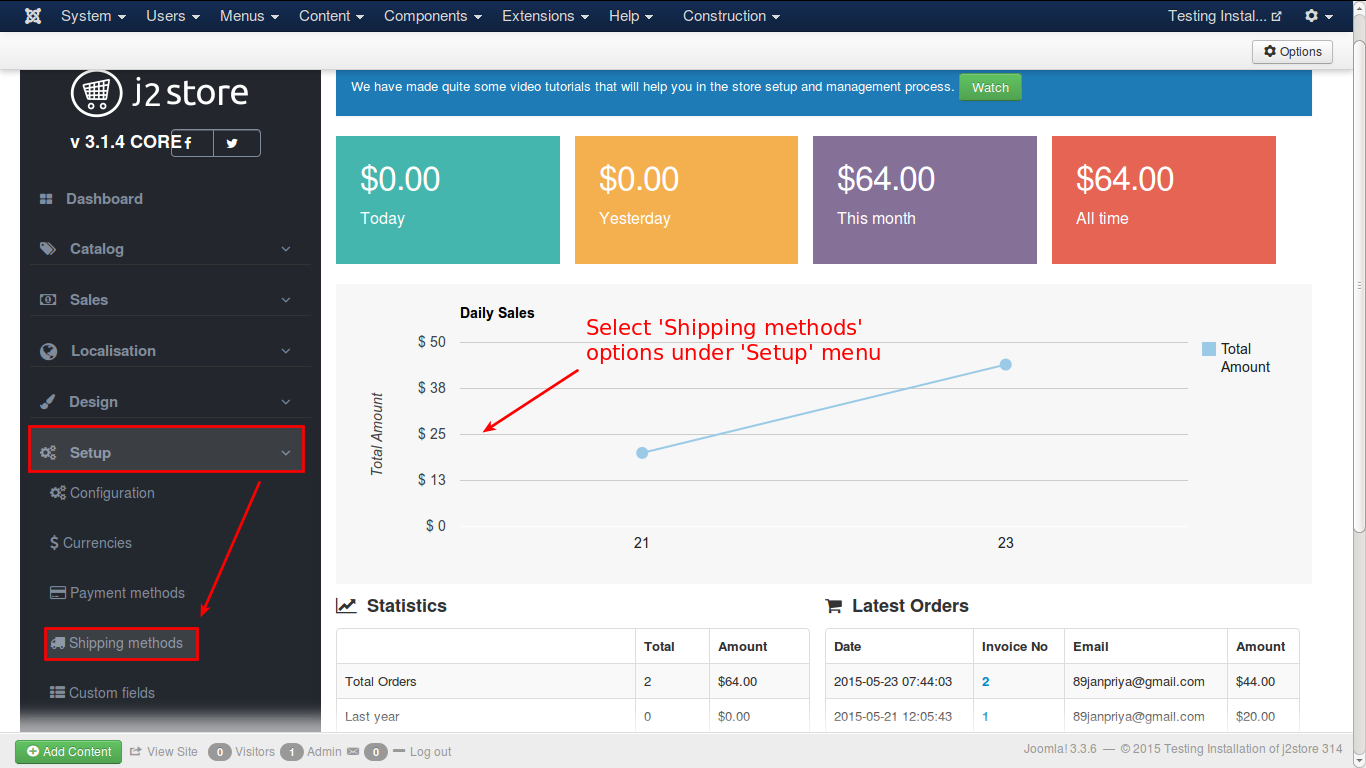 System Users Menus Content Components Extensions Help Construction Testing Instal...
Options
j2store
v 3.1.4 CORE
We have made quite some video tutorials that will help you in the store setup and management process. Watch
$0.00 $0.00 $64.00 $64.00
Today Yesterday This month All time
Dashboard
Catalog
Sales
Localisation
Design
Setup
Configuration
$ Currencies
Payment methods
Shipping methods
Custom fields
Daily Sales
Select 'Shipping methods'
options under 'Setup' menu
Total Amount
$ 50
$ 38
$ 25
$ 13
$ 0
21 23
Total
Amount
Statistics
Total Amount
Total Orders 2 $64.00
Last year 0 $0.00
Latest Orders
Date Invoice No Email Amount
2015-05-23 07:44:03 2 89janpriya@gmail.com $44.00
2015-05-21 12:05:43 1 89janpriya@gmail.com $20.00
Add Content View Site 0 Visitors 1 Admin 0 Log out
Joomla! 3.3.6 — © 2015 Testing Installation of j2store 314